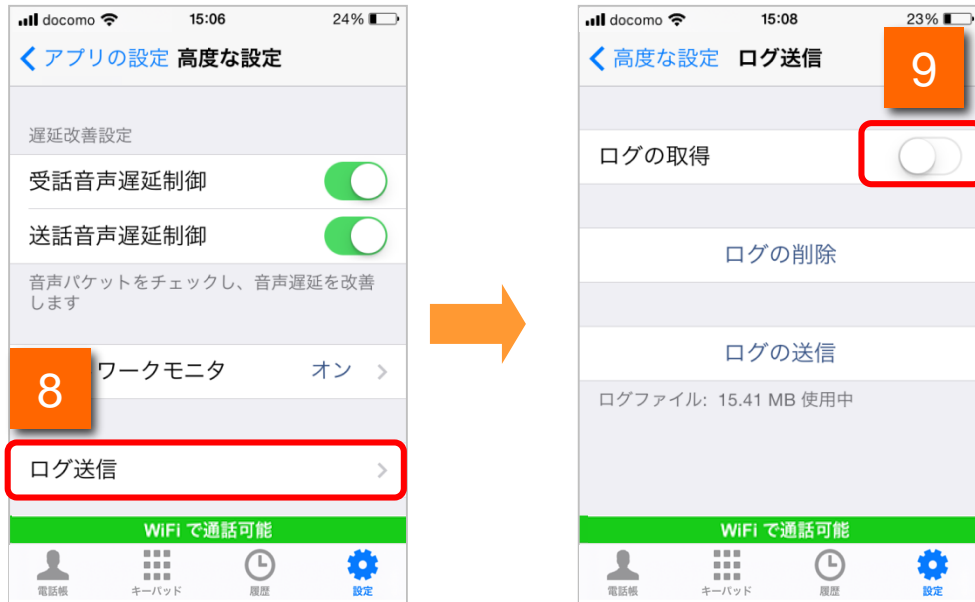 docomo 15:06 24%
アプリの設定 高度な設定
遅延改善設定
受話音声遅延制御
送話音声遅延制御
音声パケットをチェックし、音声遅延を改善
します
ワークモニタ オン
8
ログ送信
WiFi で通話可能
電話帳 キーパッド 履歴 設定
docomo 15:08 23%
高度な設定 ログ送信
9
ログの取得
ログの削除
ログの送信
ログファイル: 15.41 MB 使用中
WiFi で通話可能
電話帳 キーパッド 履歴 設定